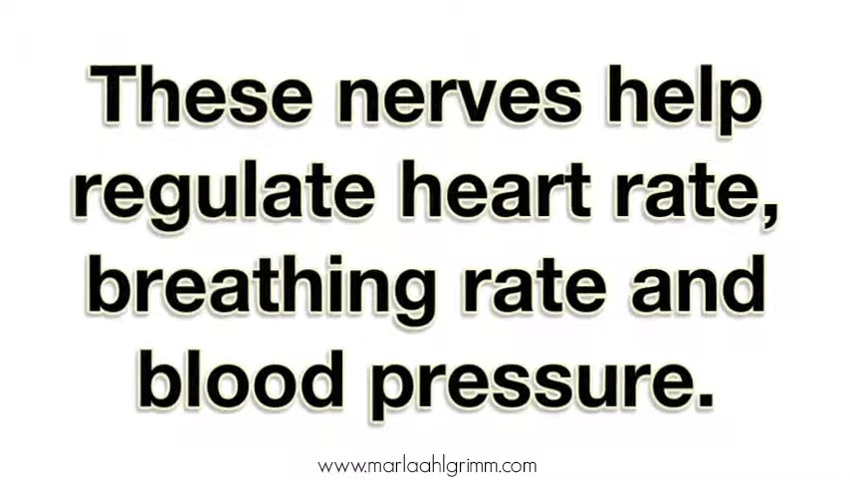 These nerves help
regulate heart rate,
breathing rate and
blood pressure.
www.marlaahlgrimm.com